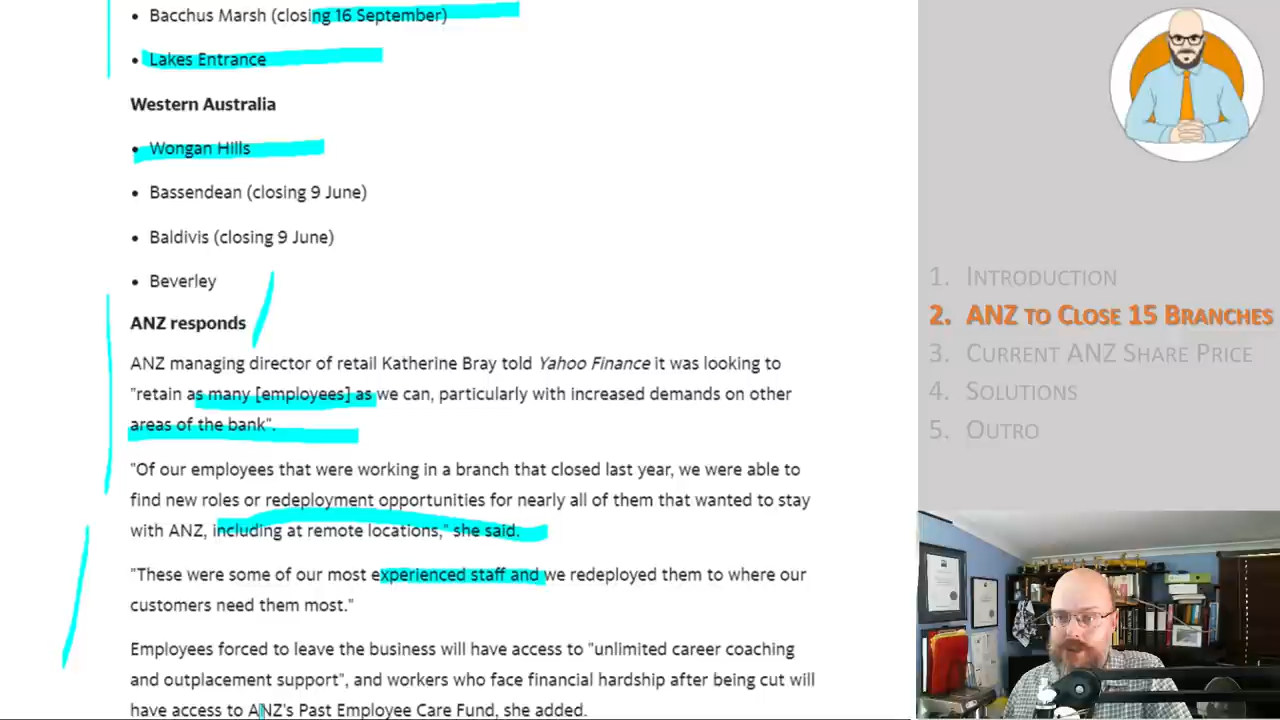 Bacchus Marsh (closing 16 September)
Lakes Entrance
Western Australia
Wongan Hills
Bassendean (closing 9 June)
Baldivis (closing 9 June)
Beverley
ANZ responds
ANZ managing director of retail Katherine Bray told Yahoo Finance it was looking to
"retain as many [employees] as we can, particularly with increased demands on other
areas of the bank".
"Of our employees that were working in a branch that closed last year, we were able to
find new roles or redeployment opportunities for nearly all of them that wanted to stay
with ANZ, including at remote locations," she said.
"These were some of our most experienced staff and we redeployed them to where our
customers need them most."
Employees forced to leave the business will have access to "unlimited career coaching
and outplacement support", and workers who face financial hardship after being cut will
have access to ANZ's Past Employee Care Fund, she added.
1. Introduction
2. ANZ to Close 15 Branches
3. Current ANZ Share Price
4. Solutions
5. Outro